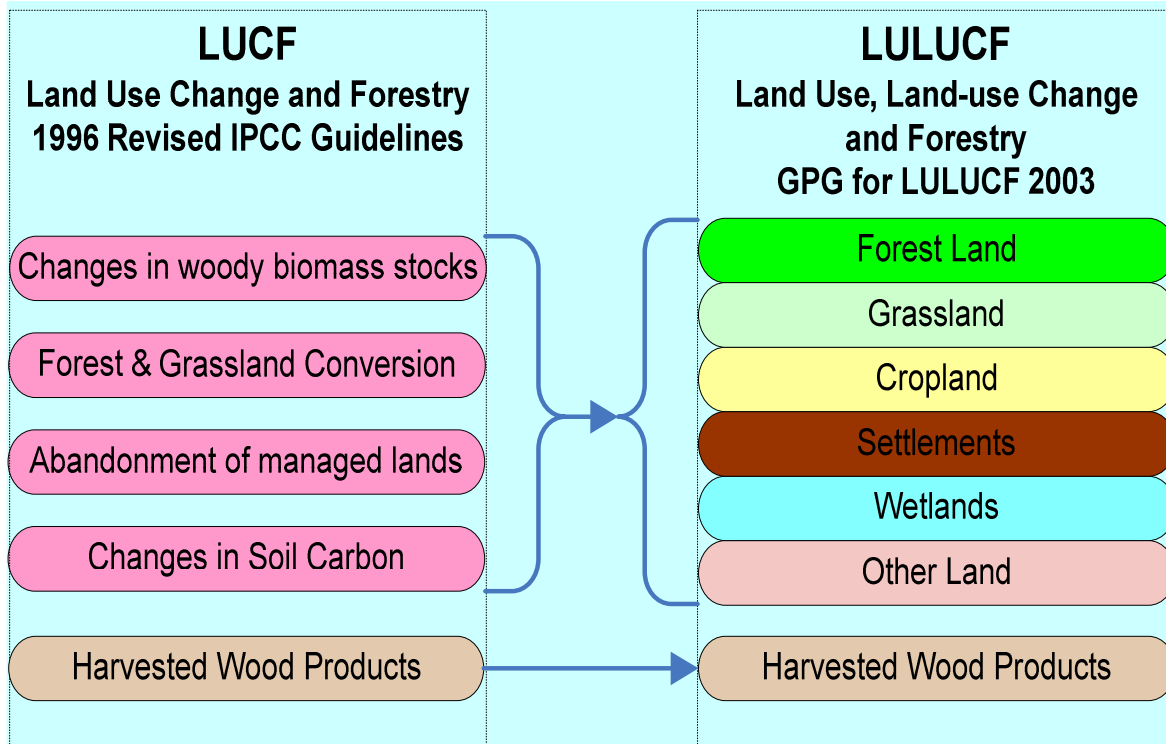 LUCF
Land Use Change and Forestry
1996 Revised IPCC Guidelines
Changes in woody biomass stocks
Forest & Grassland Conversion
Abandonment of managed lands
Changes in Soil Carbon
Harvested Wood Products
LULUCF
Land Use, Land-use Change
and Forestry
GPG for LULUCF 2003
Forest Land
Grassland
Cropland
Settlements
Wetlands
Other Land
Harvested Wood Products